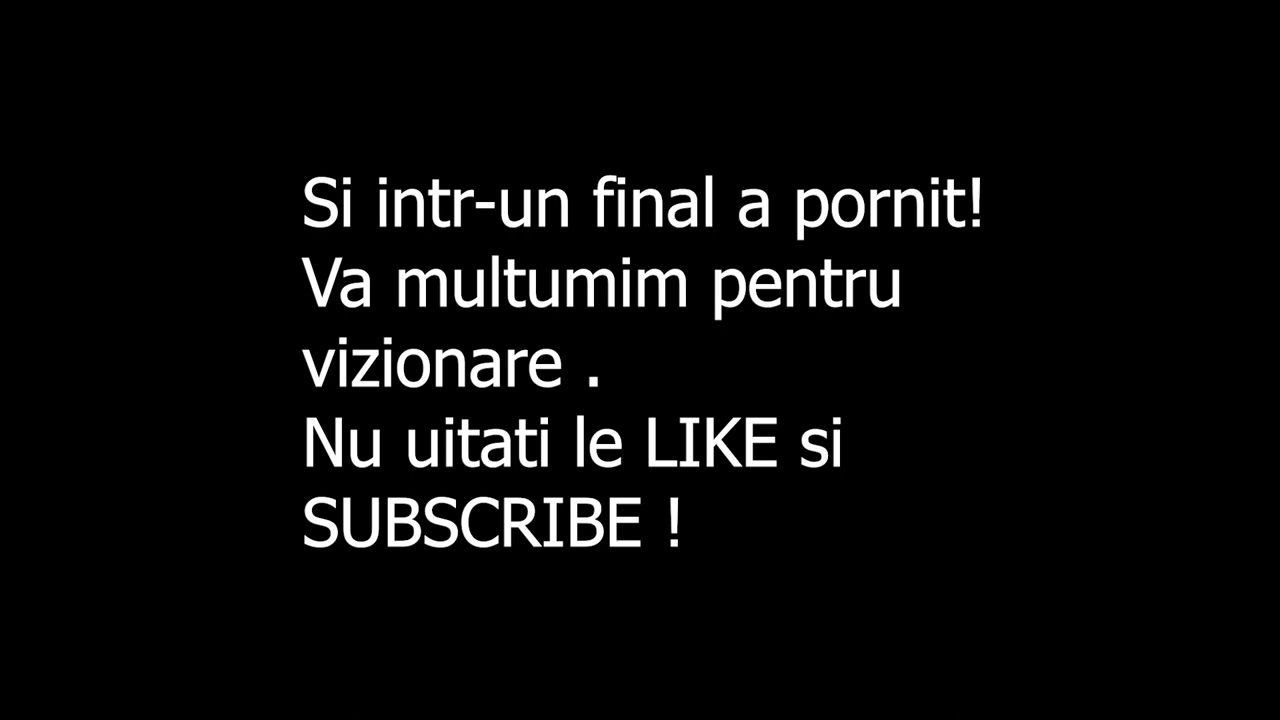 Si intr-un final a pornit!
Va multumim pentru
vizionare .
Nu uitati le LIKE si
SUBSCRIBE !